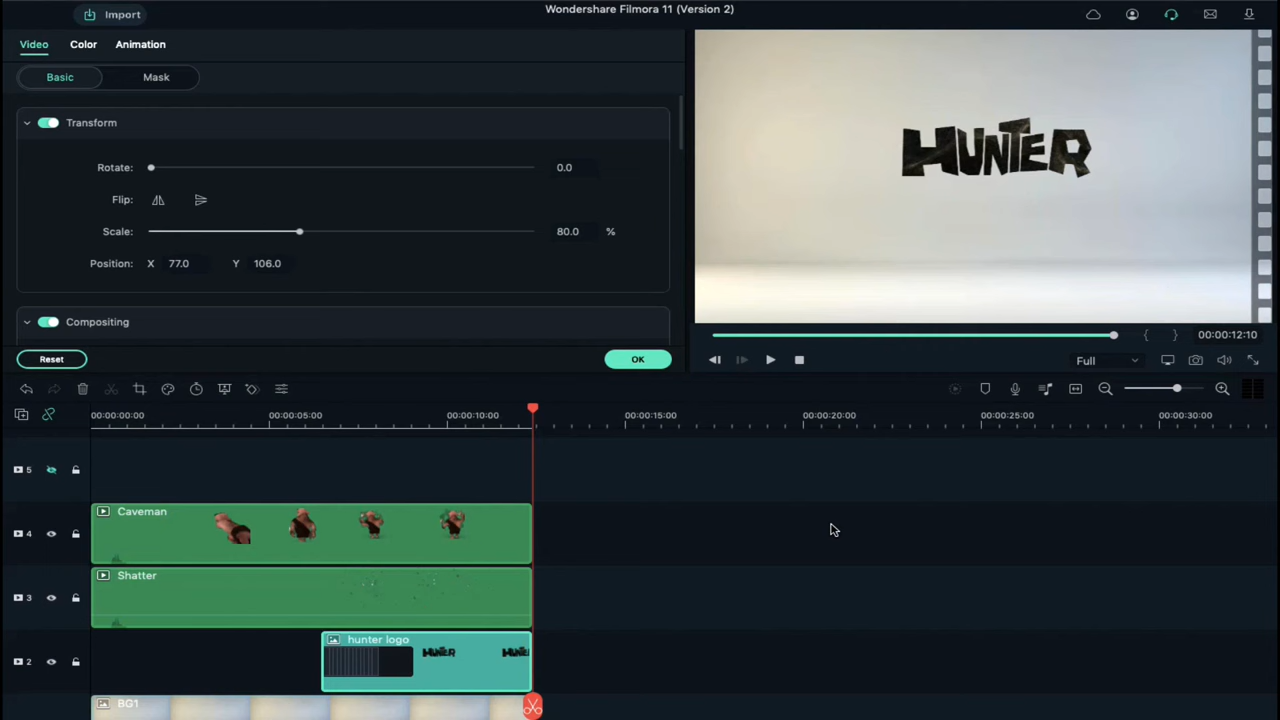 Wondershare Filmora 11 (Version 2)
Import
Video Color Animation
Basic Mask
Transform
Rotate: 0.0
Flip:
Scale: 80.0 %
Position: X 77.0 Y 106.0
Compositing
Reset OK
HUNTER
00:00:12:10
Full
00:00:00:00 00:00:05:00 00:00:10:00 00:00:15:00 00:00:20:00 00:00:25:00 00:00:30:00
5
4 Caveman
3 Shatter
2 hunter logo
HUNTER HUN
BG1